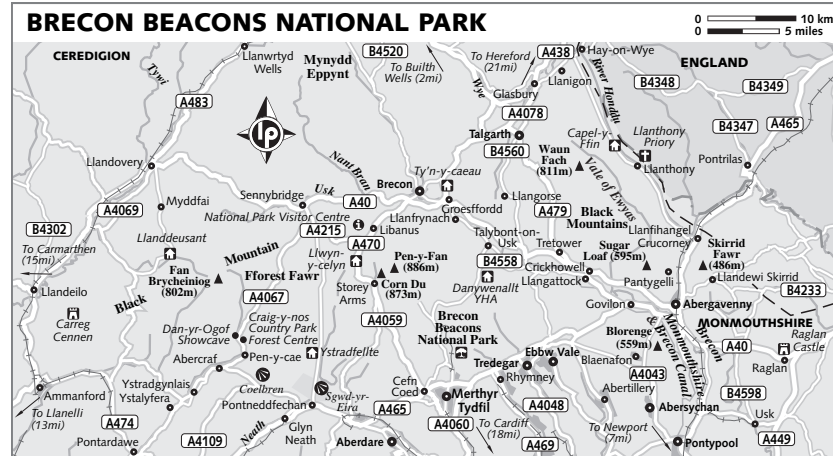 BRECON BEACONS NATIONAL PARK
0 10 km
0 5 miles
CEREDIGION
Llanwrtyd
Wells
Mynydd
Eppynt
B4520
To Builth
Wells (2mi)
To Hereford
(21mi)
A438
Hay-on-Wye
ENGLAND
B4348
B4349
Tywi
A483
lp
Wye
Glasbury
Llanigon
River Honddu
A4078
Talgarth
Capel-y-
Ffin
Llanthony
Priory
B4347
A465
Llandovery
Nant Bran
B4560
Waun
Fach
(811m)
Vale of Ewyas
Llanthony
Pontrilas
Ty'n-y-caeau
Brecon
Sennybridge
Usk
A40
Llangorse
Myddfai
A4069
National Park Visitor Centre
Groesffordd
Llanfrynach
A479
Black
Mountains
B4302
A4215
Libanus
Talybont-on-
Usk
Tretower
Llanfihangel
Crucorney
To Carmarthen
(15mi)
Llanddeusant
A470
Llwyn-
y-celyn
Pen-y-Fan
(886m)
B4558
Crickhowell
Sugar
Loaf (595m)
Skirrid
Fawr
(486m)
Black
Mountain
Fan
Brycheiniog
(802m)
Fforest Fawr
Storey
Arms
Corn Du
(873m)
Danywenallt
YHA
Llangattock
Pantygelli
Llandewi Skirrid
Llandeilo
A4067
B4233
Carreg
Cennen
Craig-y-nos
Country Park
Forest Centre
Dan-yr-Ogof
Showcave
A4059
Brecon
Beacons
National Park
Govilon
Abergavenny
MONMOUTHSHIRE
Blorenge
(559m)
Monmouthshire
& Brecon Canal
Brecon
A40
Raglan
Castle
Abercraf
Pen-y-cae
Ystradfellte
Tredegar
Ebbw Vale
Blaenafon
Raglan
Coelbren
Rhymney
A4043
Ammanford
Ystradgynlais
Ystalyfera
Sgwd-yr-
Eira
Cefn
Coed
Merthyr
Tydfil
Abertillery
B4598
To Llanelli
(13mi)
Pontneddfechan
A465
A4048
Abersychan
Usk
A474
Glyn
Neath
A4060
To Cardiff
(18mi)
To Newport
(7mi)
Pontardawe
A4109
Neath
Aberdare
A469
Pontypool
A449